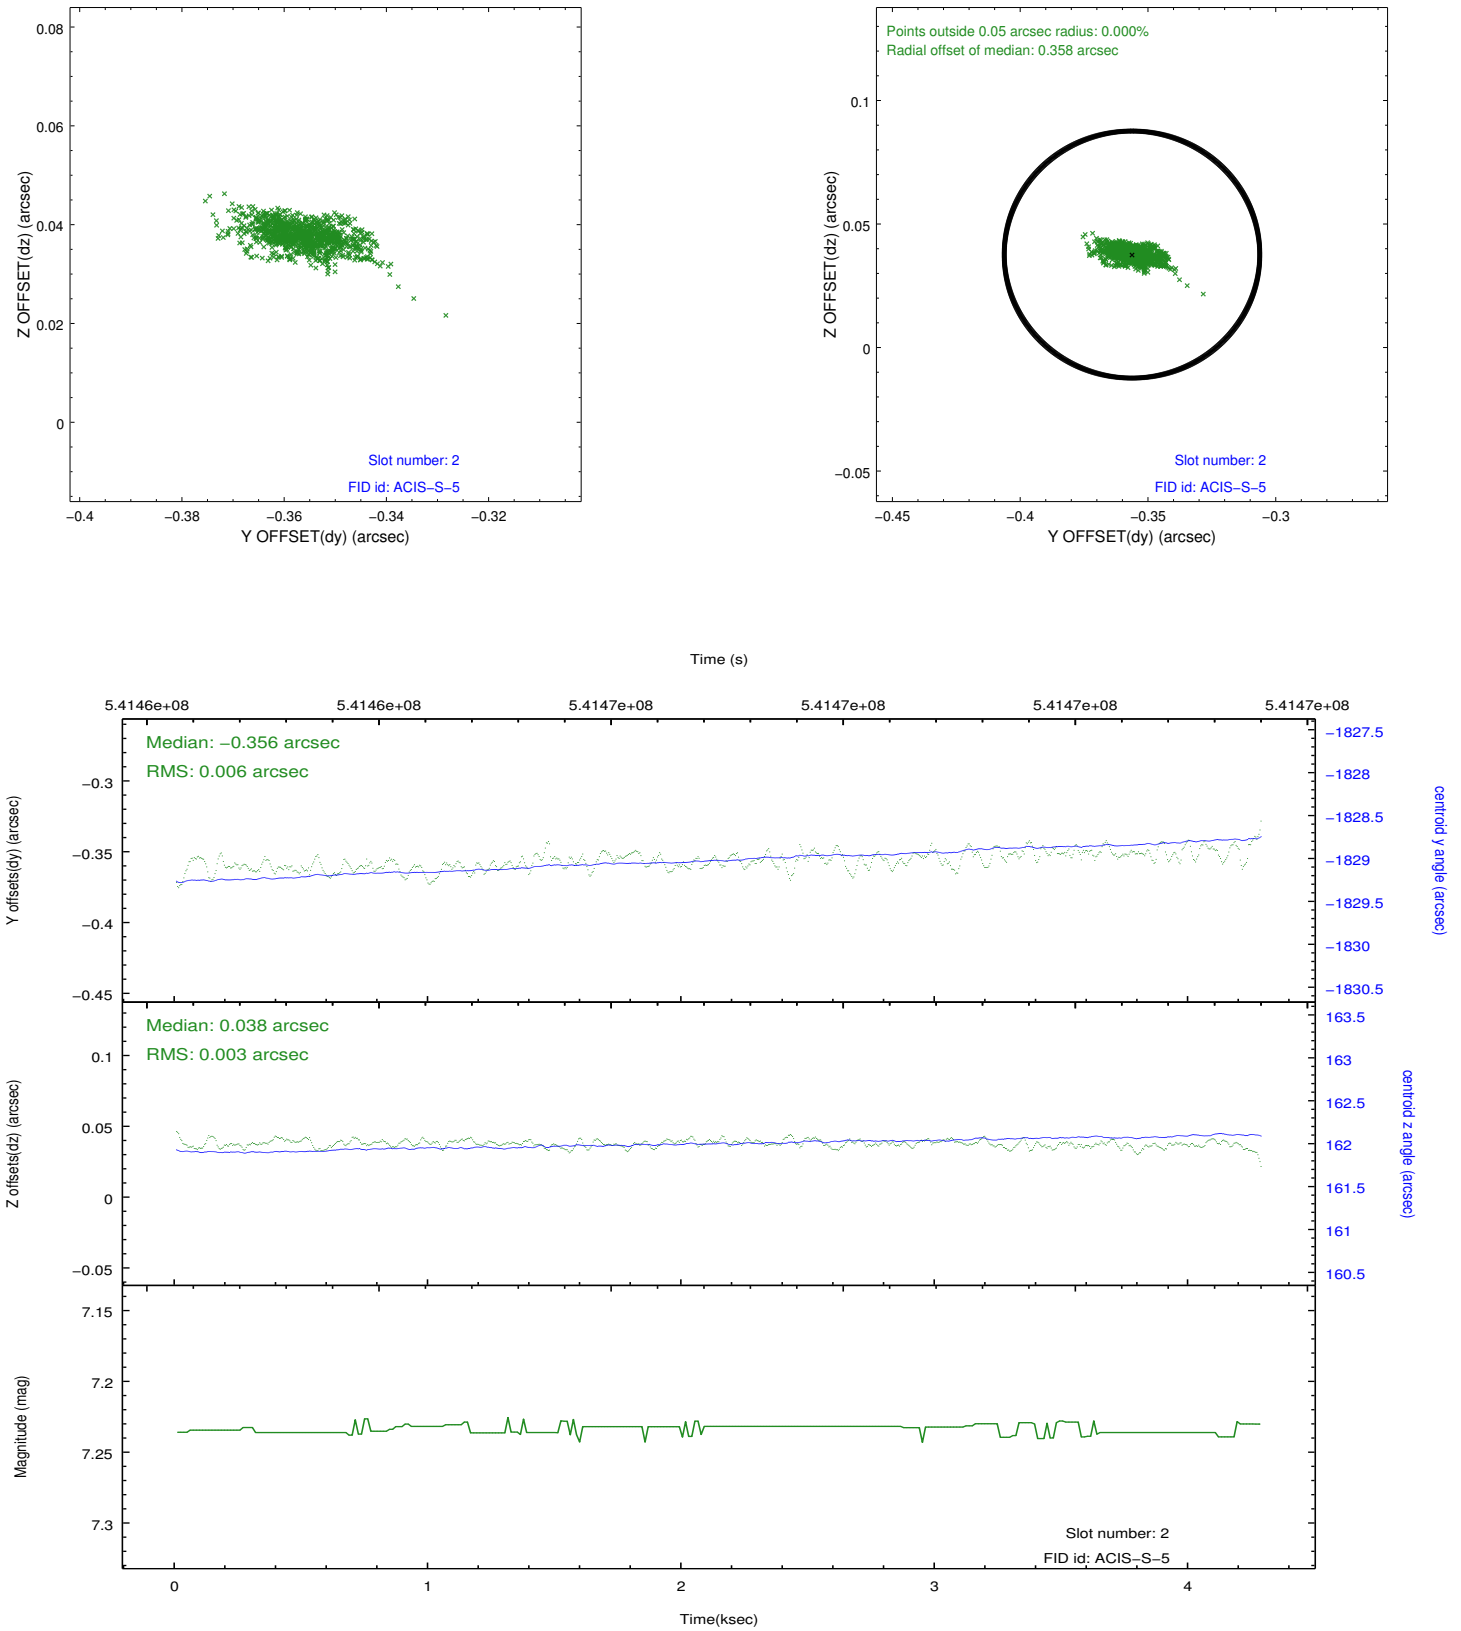 0.08
0.06
0.04
0.02
0
Z OFFSET(dz) (arcsec)
Slot number: 2
FID id: ACIS−S−5
−0.4 −0.38 −0.36 −0.34 −0.32
Y OFFSET(dy) (arcsec)
Points outside 0.05 arcsec radius: 0.000%
Radial offset of median: 0.358 arcsec
0.1
0.05
0
−0.05
Z OFFSET(dz) (arcsec)
Slot number: 2
FID id: ACIS−S−5
−0.45 −0.4 −0.35 −0.3
Y OFFSET(dy) (arcsec)
Time (s)
5.4146e+08 5.4146e+08 5.4147e+08 5.4147e+08 5.4147e+08 5.4147e+08
Median: −0.356 arcsec
RMS: 0.006 arcsec
−0.3
−0.35
−0.4
−0.45
Y offsets(dy) (arcsec)
−1827.5
−1828
−1828.5
−1829
−1829.5
−1830
−1830.5
centroid y angle (arcsec)
Median: 0.038 arcsec
RMS: 0.003 arcsec
0.1
0.05
0
−0.05
Z offsets(dz) (arcsec)
163.5
163
162.5
162
161.5
161
160.5
centroid z angle (arcsec)
7.15
7.2
7.25
7.3
Magnitude (mag)
Slot number: 2
FID id: ACIS−S−5
0 1 2 3 4
Time(ksec)